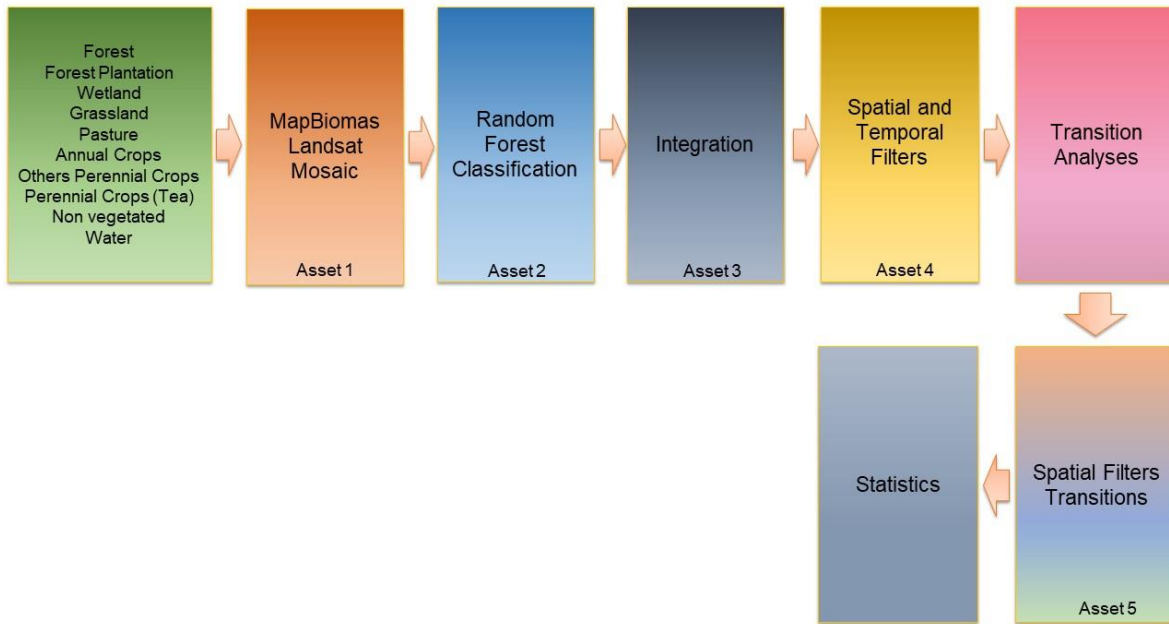 Forest
Forest Plantation
Wetland
Grassland
Pasture
Annual Crops
Others Perennial Crops
Perennial Crops (Tea)
Non vegetated
Water
MapBiomas
Landsat
Mosaic
Asset 1
Random
Forest
Classification
Asset 2
Integration
Asset 3
Spatial and
Temporal
Filters
Asset 4
Transition
Analyses
Spatial Filters
Transitions
Asset 5
Statistics